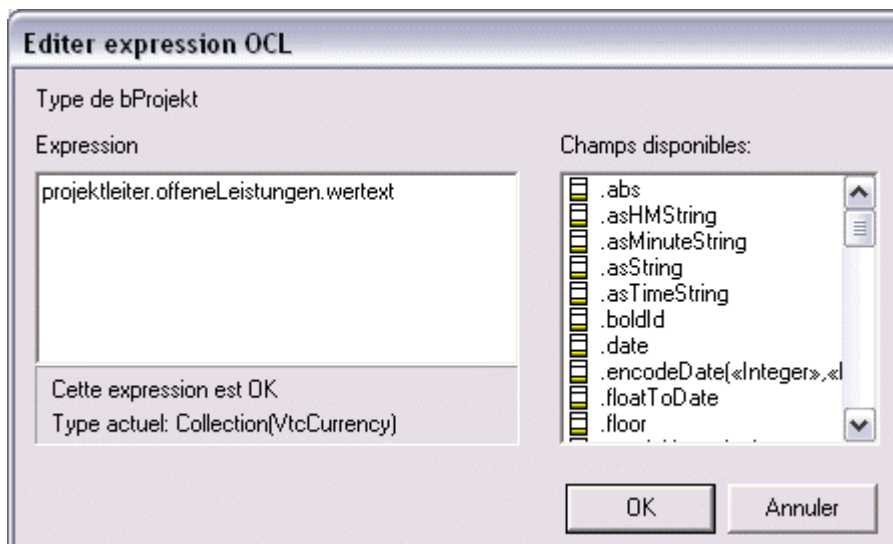 Editer expression OCL
Type de bProjekt
Expression
projektleiter.offeneLeistungen.wertext
Cette expression est OK
Type actuel: Collection(VtcCurrency)
Champs disponibles:
.abs
.asHMString
.asMinuteString
.asString
.asTimeString
.boldId
.date
.encodeDate(«Integer»,«I
.floatToDate
.floor
OK
Annuler